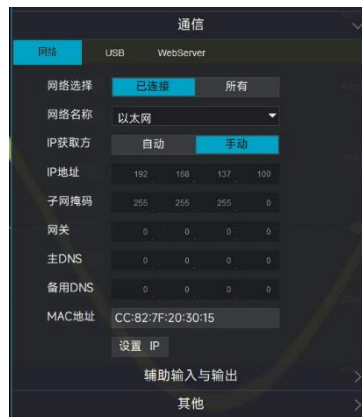 通信
网络 USB WebServer
网络选择 已连接 所有
网络名称 以太网
IP获取方 自动 手动
IP地址 192 168 137 100
子网掩码 255 255 255 0
网关 0 0 0 0
主DNS 0 0 0 0
备用DNS 0 0 0 0
MAC地址 CC:82:7F:20:30:15
设置 IP
辅助输入与输出
其他